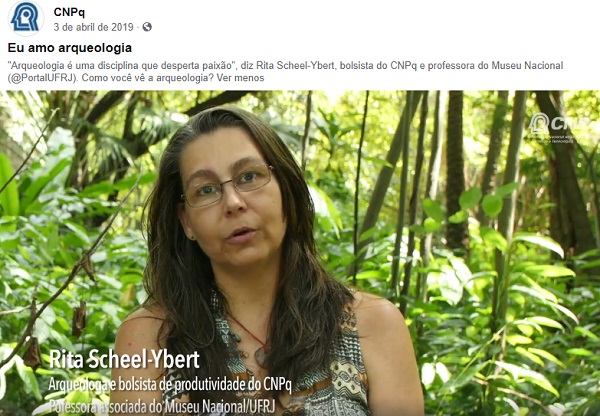 CNPq
3 de abril de 2019 ·
Eu amo arqueologia
"Arqueologia é uma disciplina que desperta paixão", diz Rita Scheel-Ybert, bolsista do CNPq e professora do Museu Nacional
(@PortalUFRJ). Como você vê a arqueologia? Ver menos
CNPq
Rita Scheel-Ybert
Arqueologa e bolsista de produtividade do CNPq
Pofessora associada do Museu Nacional/UFRJ